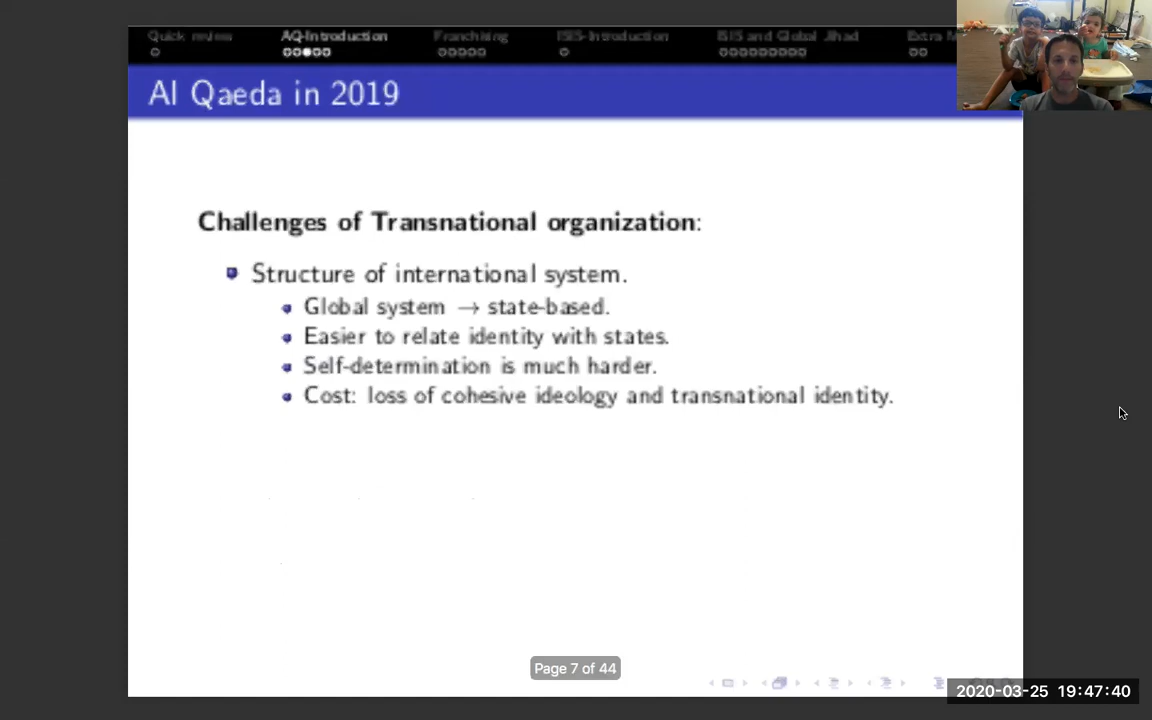 Quick review
AQ-Introduction
Franchising
ISIS-Introduction
ISIS and Global Jihad
Extra M
Al Qaeda in 2019
Challenges of Transnational organization:
Structure of international system.
Global system → state-based.
Easier to relate identity with states.
Self-determination is much harder.
Cost: loss of cohesive ideology and transnational identity.
Page 7 of 44
2020-03-25 19:47:40